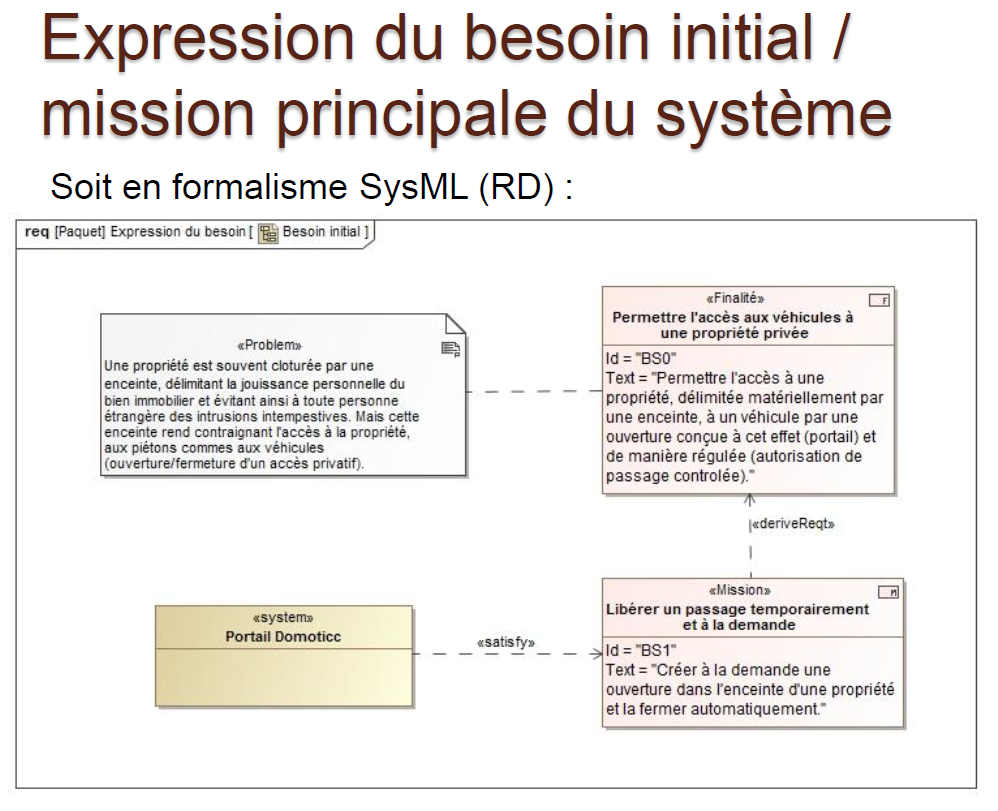 Expression du besoin initial /
mission principale du système
Soit en formalisme SysML (RD) :
req [Paquet] Expression du besoin [ Besoin initial ]
«Problem»
Une propriété est souvent cloturée par une
enceinte, délimitant la jouissance personnelle du
bien immobilier et évitant ainsi à toute personne
étrangère des intrusions intempestives. Mais cette
enceinte rend contraignant l'accès à la propriété,
aux piétons commes aux véhicules
(ouverture/fermeture d'un accès privatif).
«Finalité»
F
Permettre l'accès aux véhicules à
une propriété privée
Id = "BS0"
Text = "Permettre l'accès à une
propriété, délimitée matériellement par
une enceinte, à un véhicule par une
ouverture conçue à cet effet (portail) et
de manière régulée (autorisation de
passage controlée)."
«deriveReqt»
«system»
Portail Domoticc
«satisfy»
«Mission»
M
Libérer un passage temporairement
et à la demande
Id = "BS1"
Text = "Créer à la demande une
ouverture dans l'enceinte d'une propriété
et la fermer automatiquement."